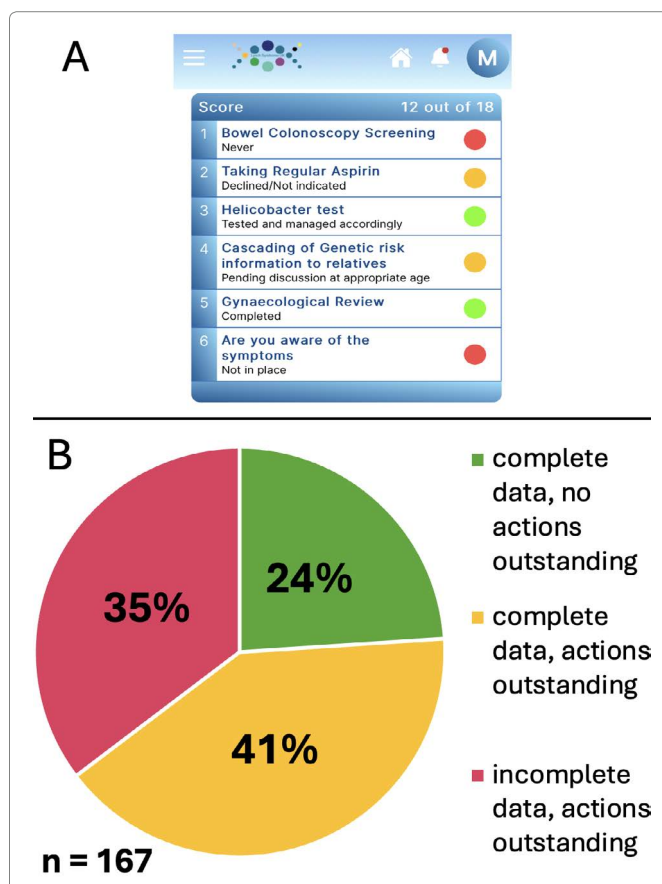 A
M
Score 12 out of 18
1 Bowel Colonoscopy Screening
Never
2 Taking Regular Aspirin
Declined/Not indicated
3 Helicobacter test
Tested and managed accordingly
4 Cascading of Genetic risk
information to relatives
Pending discussion at appropriate age
5 Gynaecological Review
Completed
6 Are you aware of the
symptoms
Not in place
B
24%
41%
35%
n = 167
complete
data, no
actions
outstanding
complete
data, actions
outstanding
incomplete
data, actions
outstanding